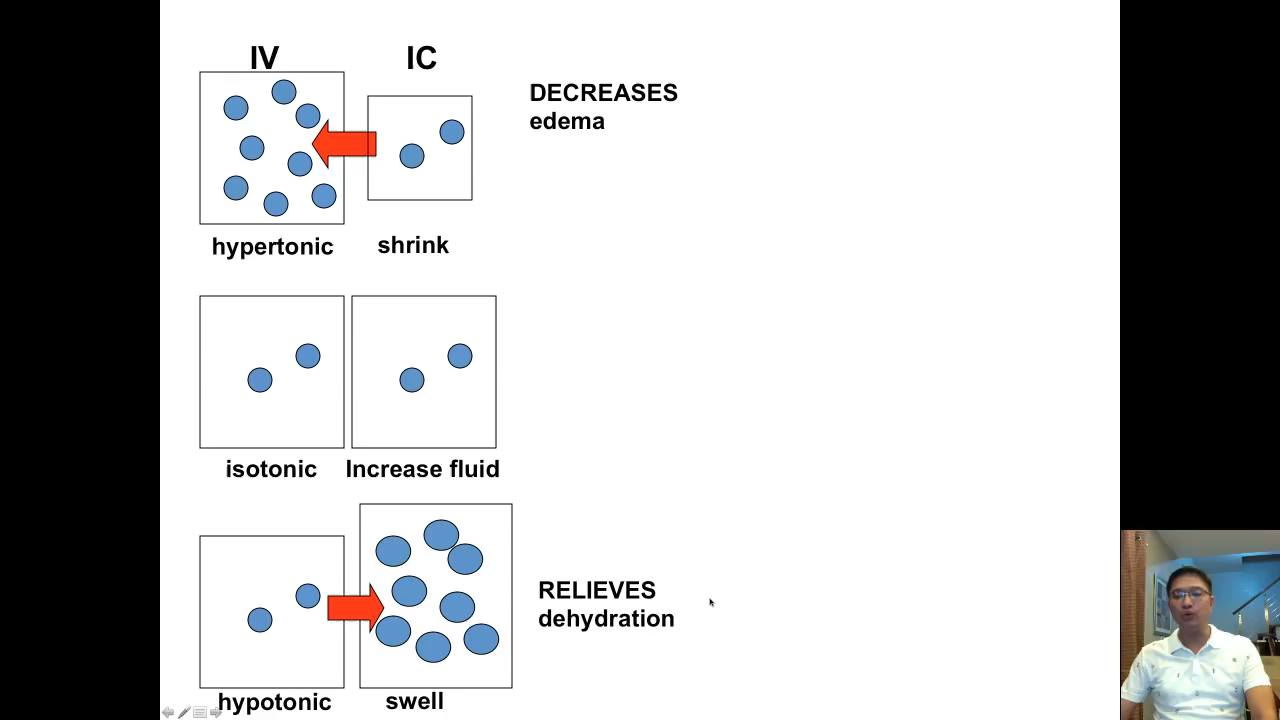 IV IC
DECREASES
edema
hypertonic shrink
isotonic Increase fluid
RELIEVES
dehydration
hypotonic swell